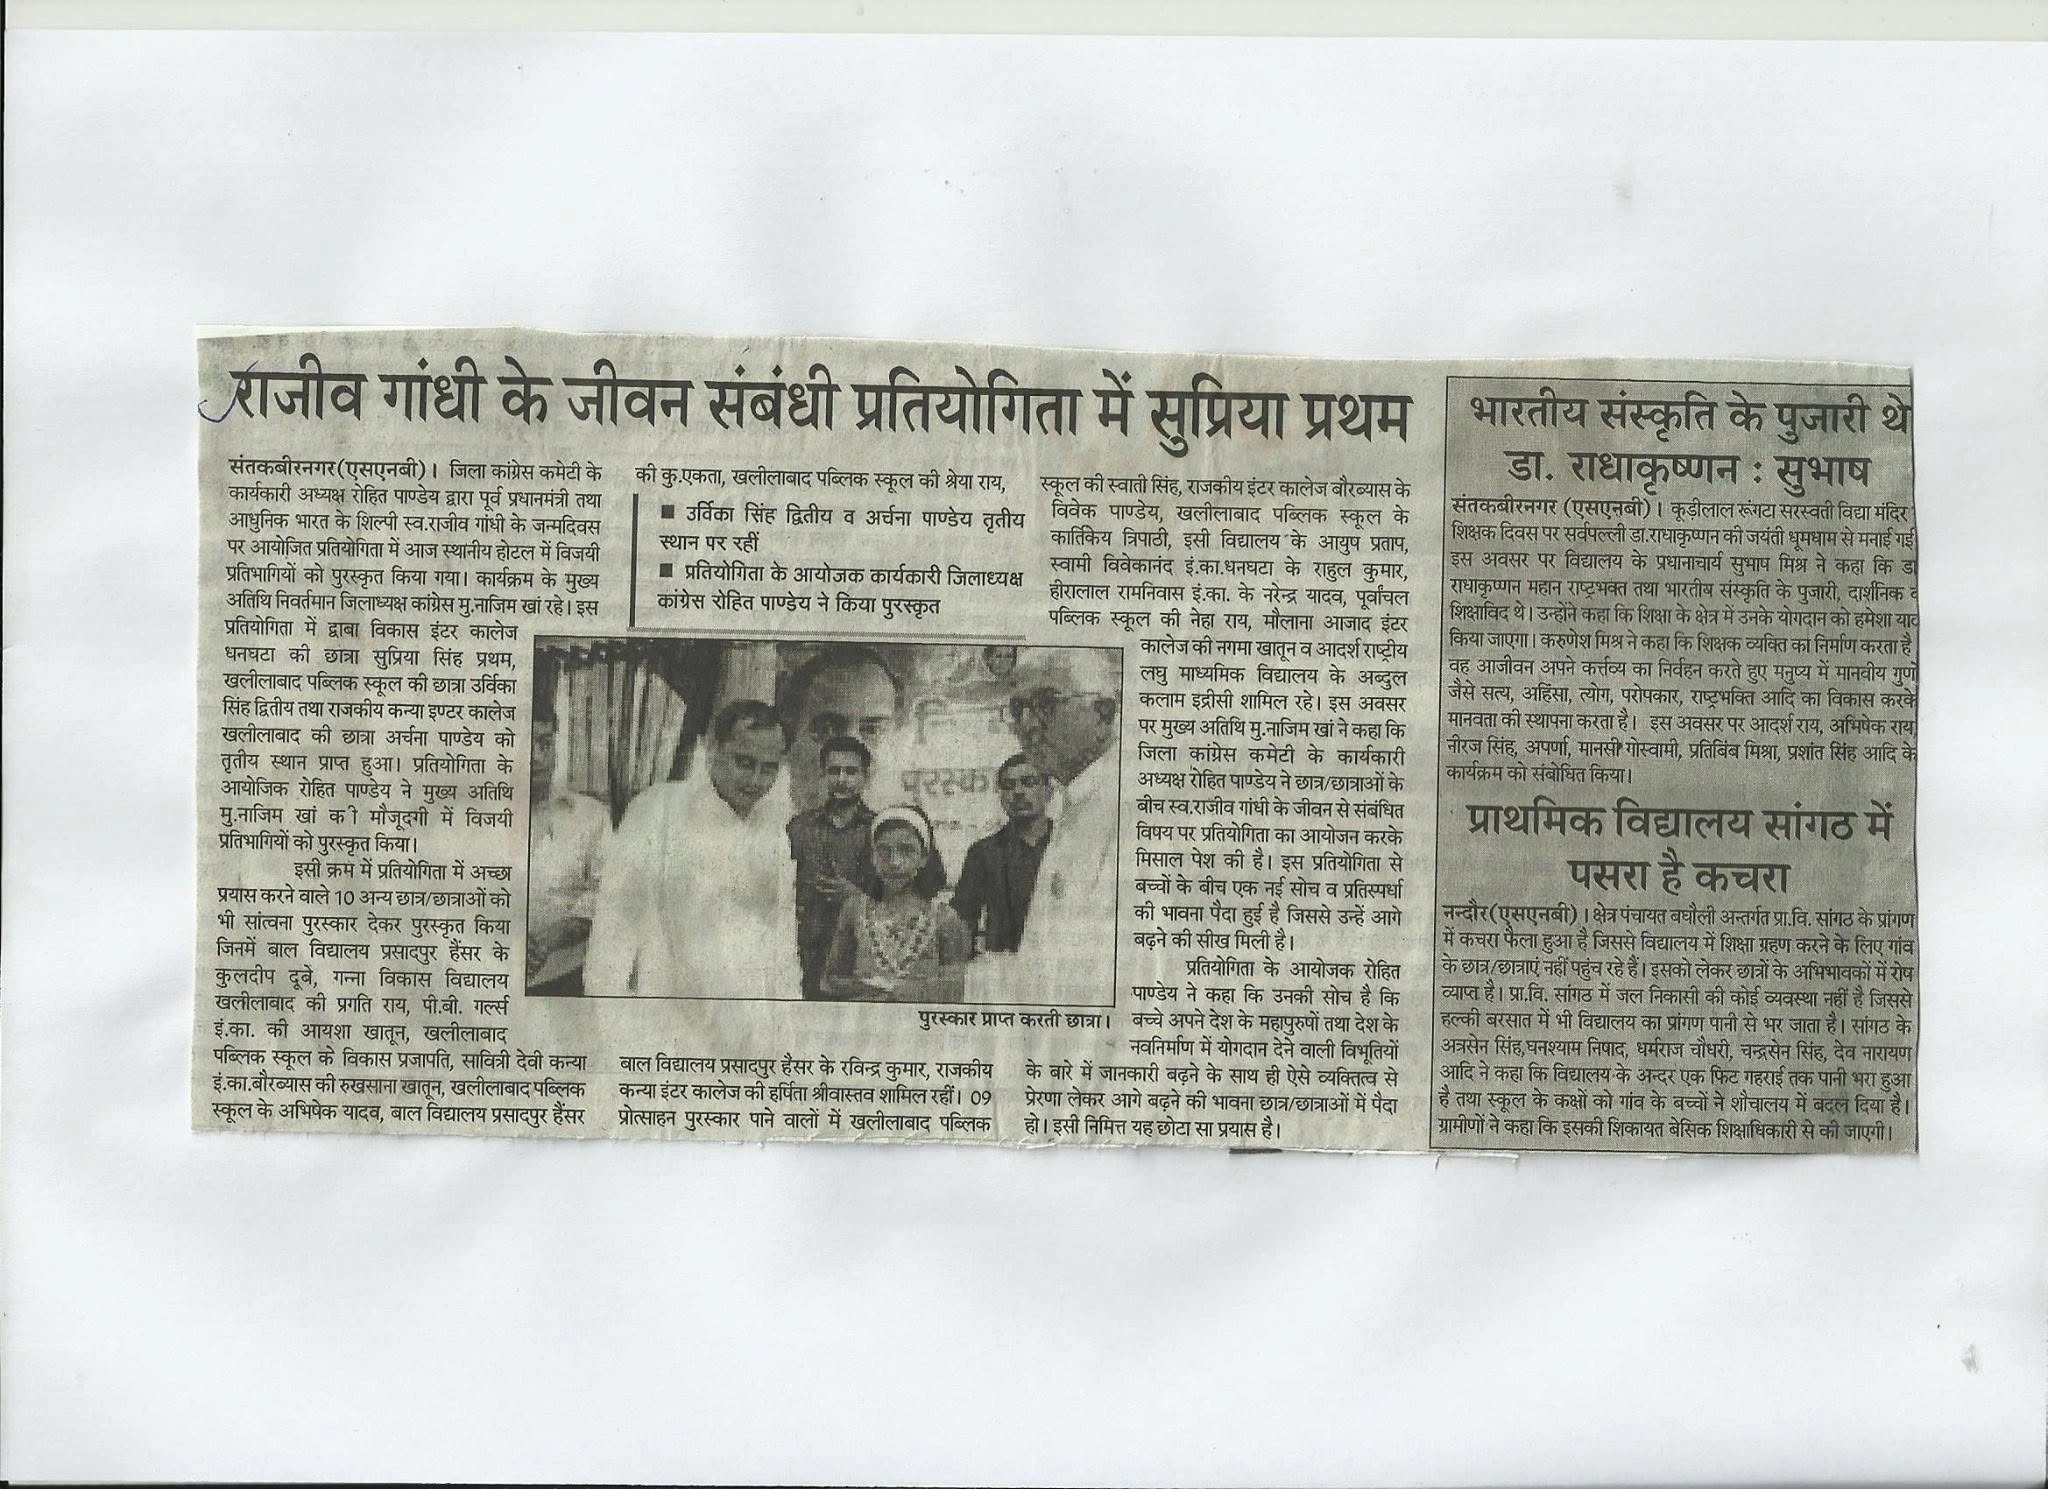 राजीव गांधी के जीवन संबंधी प्रतियोगिता में सुप्रिया प्रथम
संतकबीरनगर(एसएनबी)। जिला कांग्रेस कमेटी के
कार्यकारी अध्यक्ष रोहित पाण्डेय द्वारा पूर्व प्रधानमंत्री तथा
आधुनिक भारत के शिल्पी स्व.राजीव गांधी के जन्मदिवस
पर आयोजित प्रतियोगिता में आज स्थानीय होटल में विजयी
प्रतिभागियों को पुरस्कृत किया गया। कार्यक्रम के मुख्य
अतिथि निवर्तमान जिलाध्यक्ष कांग्रेस मु.नाजिम खां रहे। इस
प्रतियोगिता में द्वाबा विकास इंटर कालेज
धनघटा की छात्रा सुप्रिया सिंह प्रथम,
खलीलाबाद पब्लिक स्कूल की छात्रा उर्विका
सिंह द्वितीय तथा राजकीय कन्या इण्टर कालेज
खलीलाबाद की छात्रा अर्चना पाण्डेय को
तृतीय स्थान प्राप्त हुआ। प्रतियोगिता के
आयोजिक रोहित पाण्डेय ने मुख्य अतिथि
मु.नाजिम खां की मौजूदगी में विजयी
प्रतिभागियों को पुरस्कृत किया।
इसी क्रम में प्रतियोगिता में अच्छा
प्रयास करने वाले 10 अन्य छात्र/छात्राओं को
भी सांत्वना पुरस्कार देकर पुरस्कृत किया
जिनमें बाल विद्यालय प्रसादपुर हैंसर के
कुलदीप दूबे, गन्ना विकास विद्यालय
खलीलाबाद की प्रगति राय, पी.बी. गर्ल्स
इं.का. की आयशा खातून, खलीलाबाद
पब्लिक स्कूल को विकास प्रजापति, सावित्री देवी कन्या
इं.का.बौरब्यास की रुखसाना खातून, खलीलाबाद पब्लिक
स्कूल के अभिषेक यादव, बाल विद्यालय प्रसादपुर हैंसर
की कु.एकता, खलीलाबाद पब्लिक स्कूल की श्रेया राय,
■ उर्विका सिंह द्वितीय व अर्चना पाण्डेय तृतीय
स्थान पर रहीं
■ प्रतियोगिता के आयोजक कार्यकारी जिलाध्यक्ष
कांग्रेस रोहित पाण्डेय ने किया पुरस्कृत
पुरस्क
पुरस्कार प्राप्त करती छात्रा।
बाल विद्यालय प्रसादपुर हैंसर के रविन्द्र कुमार, राजकीय
कन्या इंटर कालेज की हर्षिता श्रीवास्तव शामिल रहीं। 09
प्रोत्साहन पुरस्कार पाने वालों में खलीलाबाद पब्लिक
स्कूल की स्वाती सिंह, राजकीय इंटर कालेज बौरब्यास के
विवेक पाण्डेय, खलीलाबाद पब्लिक स्कूल के
कार्तिकेय त्रिपाठी, इसी विद्यालय के आयुष प्रताप,
स्वामी विवेकानंद इं.का.धनघटा के राहुल कुमार,
हीरालाल रामनिवास इं.का. के नरेन्द्र यादव, पूर्वांचल
पब्लिक स्कूल की नेहा राय, मौलाना आजाद इंटर
कालेज की नगमा खातून व आदर्श राष्ट्रीय
लघु माध्यमिक विद्यालय के अब्दुल
कलाम इद्रीसी शामिल रहे। इस अवसर
पर मुख्य अतिथि मु.नाजिम खां ने कहा कि
जिला कांग्रेस कमेटी के कार्यकारी
अध्यक्ष रोहित पाण्डेय ने छात्र/छात्राओं के
बीच स्व.राजीव गांधी के जीवन से संबंधित
विषय पर प्रतियोगिता का आयोजन करके
मिसाल पेश की है। इस प्रतियोगिता से
बच्चों के बीच एक नई सोच व प्रतिस्पर्धा
की भावना पैदा हुई है जिससे उन्हें आगे
बढ़ने की सीख मिली है।
प्रतियोगिता के आयोजक रोहित
पाण्डेय ने कहा कि उनकी सोच है कि
बच्चे अपने देश के महापुरुषों तथा देश के
नवनिर्माण में योगदान देने वाली विभूतियों
के बारे में जानकारी बढ़ने के साथ ही ऐसे व्यक्तित्व से
प्रेरणा लेकर आगे बढ़ने की भावना छात्र/छात्राओं में पैदा
हो। इसी निमित्त यह छोटा सा प्रयास है।
भारतीय संस्कृति के पुजारी थे
डा. राधाकृष्णन : सुभाष
संतकबीरनगर (एसएनबी)। कूड़ीलाल रूंगटा सरस्वती विद्या मंदिर
शिक्षक दिवस पर सर्वपल्ली डा.राधाकृष्णन की जयंती धूमधाम से मनाई गई
इस अवसर पर विद्यालय के प्रधानाचार्य सुभाष मिश्र ने कहा कि
राधाकृष्णन महान राष्ट्रभक्त तथा भारतीब संस्कृति के पुजारी, दार्शनिक
शिक्षाविद थे। उन्होंने कहा कि शिक्षा के क्षेत्र में उनके योगदान को हमेशा
किया जाएगा। करुणेश मिश्र ने कहा कि शिक्षक व्यक्ति का निर्माण करता है
वह आजीवन अपने कर्त्तव्य का निर्वहन करते हुए मनुष्य में मानवीय गुणों
जैसे सत्य, अहिंसा, त्योग, परोपकार, राष्ट्रभक्ति आदि का विकास करके
मानवता की स्थापना करता है। इस अवसर पर आदर्श राय, अभिषेक राय,
नीरज सिंह, अपर्णा, मानसी गोस्वामी, प्रतिबिंब मिश्रा, प्रशांत सिंह आदि के
कार्यक्रम को संबोधित किया।
प्राथमिक विद्यालय सांगठ में
पसरा है कचरा
नन्दौर(एसएनबी)। क्षेत्र पंचायत बघौली अन्तर्गत प्रा.वि. सांगठ के प्रांगण
में कचरा फैला हुआ है जिससे विद्यालय में शिक्षा ग्रहण करने के लिए गांव
के छात्र/छात्राएं नहीं पहुंच रहे हैं। इसको लेकर छात्रों के अभिभावकों में रोष
व्याप्त है। प्रा.वि. सांगठ में जल निकासी की कोई व्यवस्था नहीं है जिससे
हल्की बरसात में भी विद्यालय का प्रांगण पानी से भर जाता है। सांगठ के
अत्रसेन सिंह,घनश्याम निषाद, धर्मराज चौधरी, चन्द्रसेन सिंह, देव नारायण
आदि ने कहा कि विद्यालय के अन्दर एक फिट गहराई तक पानी भरा हुआ
है तथा स्कूल के कक्षों को गांव के बच्चों ने शौचालय में बदल दिया है।
ग्रामीणों ने कहा कि इसकी शिकायत बेसिक शिक्षाधिकारी से की जाएगी।